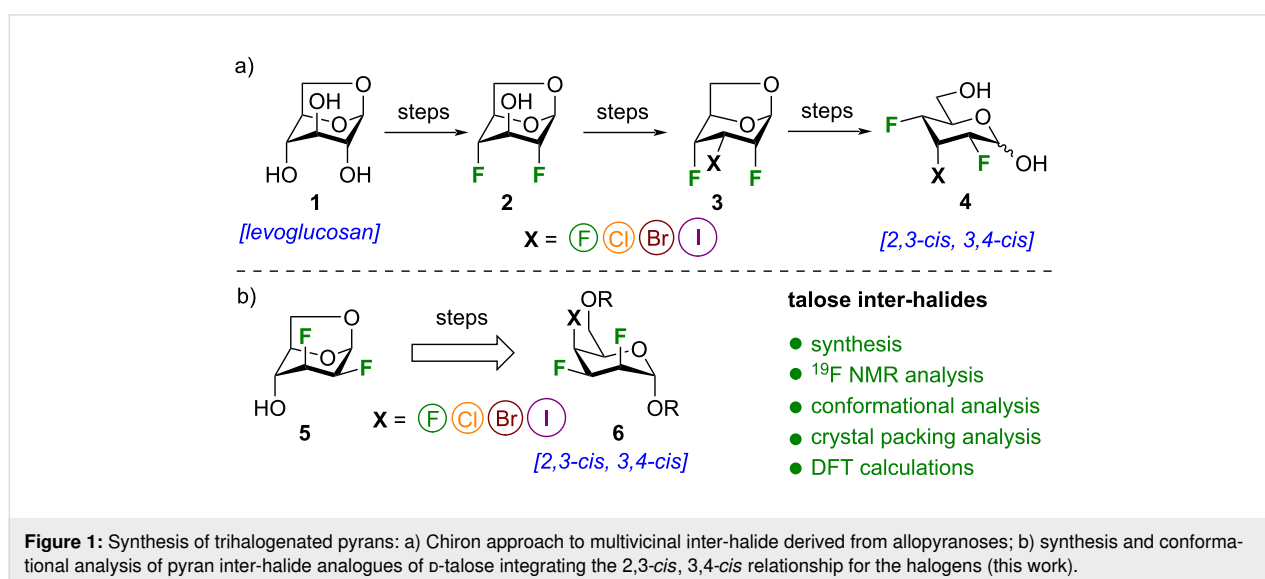 a)
O
OH
O
HO
OH
1
[levoglucosan]
steps
O
OH
O
F
F
2
steps
O
O
X
F
F
3
steps
OH
O
F
F
X
OH
4
[2,3-cis, 3,4-cis]
X = F Cl Br I
b)
O
F
O
F
HO
5
steps
X = F Cl Br I
OR
X
F
O
F
OR
6
[2,3-cis, 3,4-cis]
talose inter-halides
● synthesis
● ¹⁹F NMR analysis
● conformational analysis
● crystal packing analysis
● DFT calculations
Figure 1: Synthesis of trihalogenated pyrans: a) Chiron approach to multivicinal inter-halide derived from allopyranoses; b) synthesis and conforma-
tional analysis of pyran inter-halide analogues of ᴅ-talose integrating the 2,3-cis, 3,4-cis relationship for the halogens (this work).